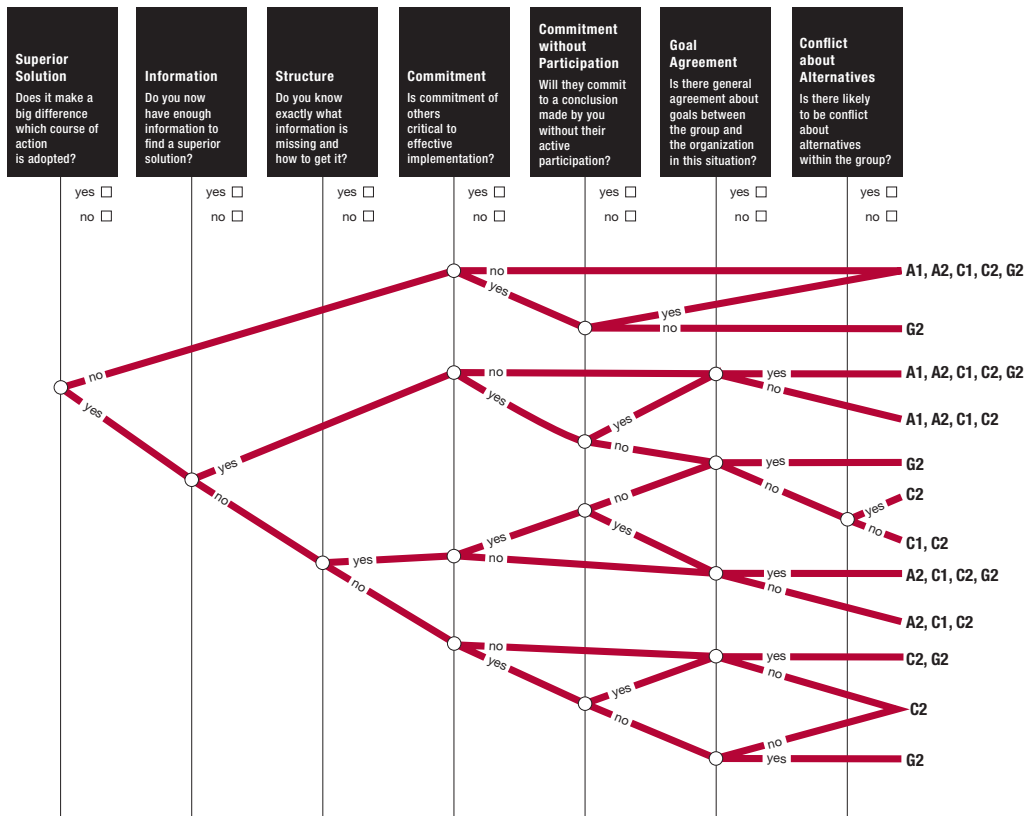 Superior
Solution
Does it make a
big difference
which course of
action
is adopted?
Information
Do you now
have enough
information to
find a superior
solution?
Structure
Do you know
exactly what
information is
missing and
how to get it?
Commitment
Is commitment of
others
critical to
effective
implementation?
Commitment
without
Participation
Will they commit
to a conclusion
made by you
without their
active
participation?
Goal
Agreement
Is there general
agreement about
goals between
the group and
the organization
in this situation?
Conflict
about
Alternatives
Is there likely
to be conflict
about
alternatives
within the group?
yes
no
yes
no
yes
no
yes
no
yes
no
yes
no
yes
no
no
A1, A2, C1, C2, G2
yes
yes
no
G2
no
no
yes
A1, A2, C1, C2, G2
no
yes
yes
yes
A1, A2, C1, C2
no
yes
G2
yes
no
no
no
yes
C2
yes
no
C1, C2
yes
yes
no
yes
A2, C1, C2, G2
no
no
A2, C1, C2
no
yes
C2, G2
yes
no
yes
C2
no
no
yes
G2